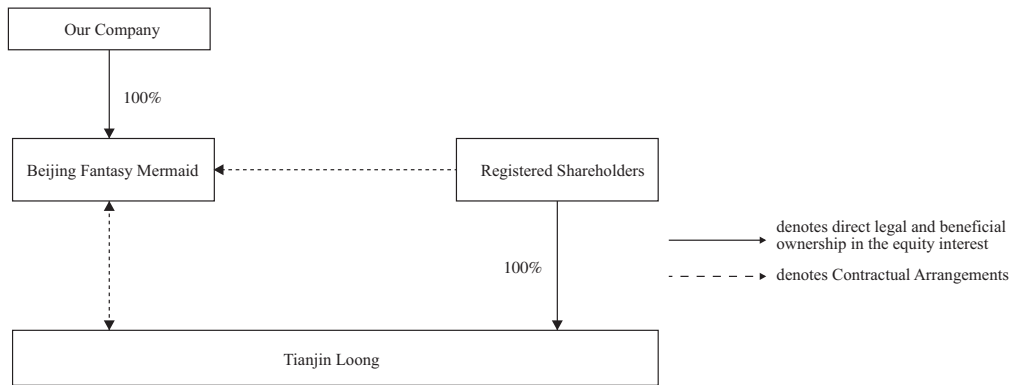 Our Company
100%
Beijing Fantasy Mermaid
Registered Shareholders
denotes direct legal and beneficial
ownership in the equity interest
100%
denotes Contractual Arrangements
Tianjin Loong